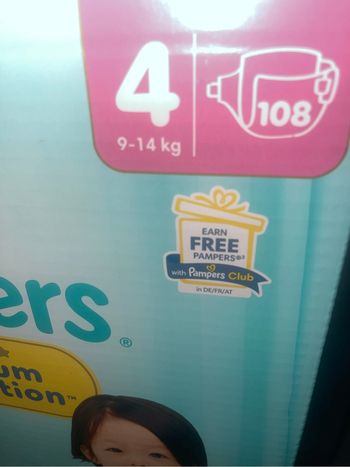 4
108
9-14 kg
EARN
FREE
PAMPERS®³
with Pampers Club
in DE/FR/AT
ers®
um
tion™